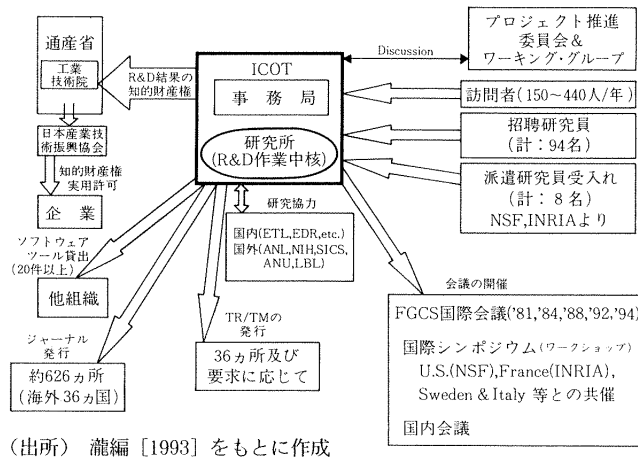 通産省
工業
技術院
日本産業技
術振興協会
知的財産権
実用許可
企業
R&D結果の
知的財産権
ICOT
事務局
研究所
(R&D作業中核)
Discussion
プロジェクト推進
委員会&
ワーキング・グループ
訪問者(150~440人/年)
招聘研究員
(計:94名)
派遣研究員受入れ
(計:8名)
NSF,INRIAより
研究協力
国内(ETL,EDR,etc.)
国外(ANL,NIH,SICS,
ANU,LBL)
ソフトウェア
ツール貸出
(20件以上)
他組織
ジャーナル
発行
約626ヵ所
(海外36ヵ国)
TR/TMの
発行
36ヵ所及び
要求に応じて
会議の開催
FGCS国際会議('81,'84,'88,'92,'94)
国際シンポジウム(ワークショップ)
U.S.(NSF),France(INRIA),
Sweden&Italy 等との共催
国内会議
(出所) 瀧編[1993]をもとに作成